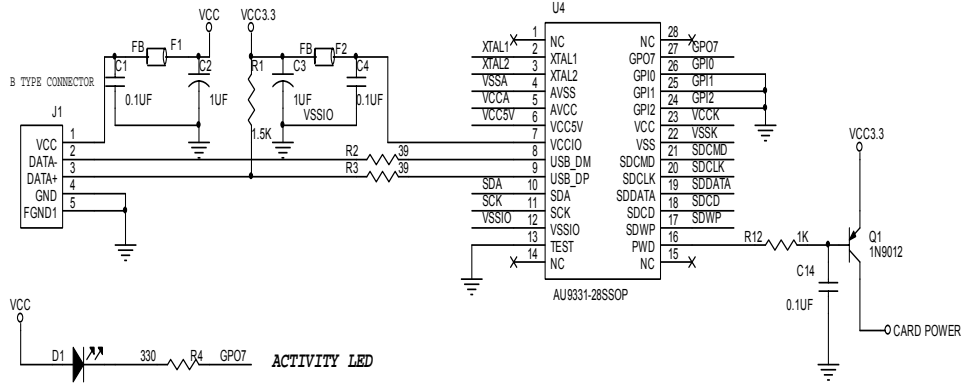 VCC
VCC3.3
FB F1
FB F2
C1
0.1UF
C2
1UF
R1
1.5K
C3
1UF
VSSIO
C4
0.1UF
B TYPE CONNECTOR
J1
VCC 1
DATA- 2
DATA+ 3
GND 4
FGND1 5
R2 39
R3 39
U4
1 NC
XTAL1 2 XTAL1
XTAL2 3 XTAL2
VSSA 4 AVSS
VCCA 5 AVCC
VCC5V 6 VCC5V
7 VCCIO
8 USB_DM
9 USB_DP
SDA 10 SDA
SCK 11 SCK
VSSIO 12 VSSIO
13 TEST
14 NC
NC 28
GPO7 27 GPO7
GPI0 26 GPI0
GPI1 25 GPI1
GPI2 24 GPI2
VCC 23 VCCK
VSS 22 VSSK
SDCMD 21 SDCMD
SDCLK 20 SDCLK
SDDATA 19 SDDATA
SDCD 18 SDCD
SDWP 17 SDWP
PWD 16
NC 15
AU9331-28SSOP
VCC3.3
R12 1K
Q1
1N9012
C14
0.1UF
CARD POWER
VCC
D1
330 R4 GPO7
ACTIVITY LED